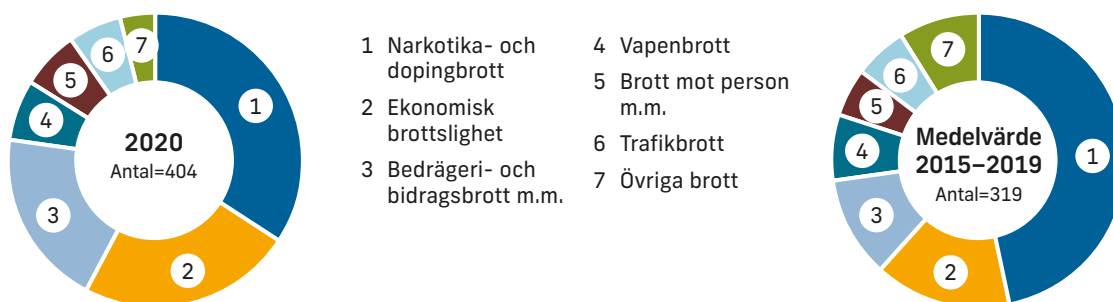 1
2
3
4
5
6
7
2020
Antal=404
1 Narkotika- och
dopingbrott
2 Ekonomisk
brottslighet
3 Bedrägeri- och
bidragsbrott m.m.
4 Vapenbrott
5 Brott mot person
m.m.
6 Trafikbrott
7 Övriga brott
1
2
3
4
5
6
7
Medelvärde
2015–2019
Antal=319